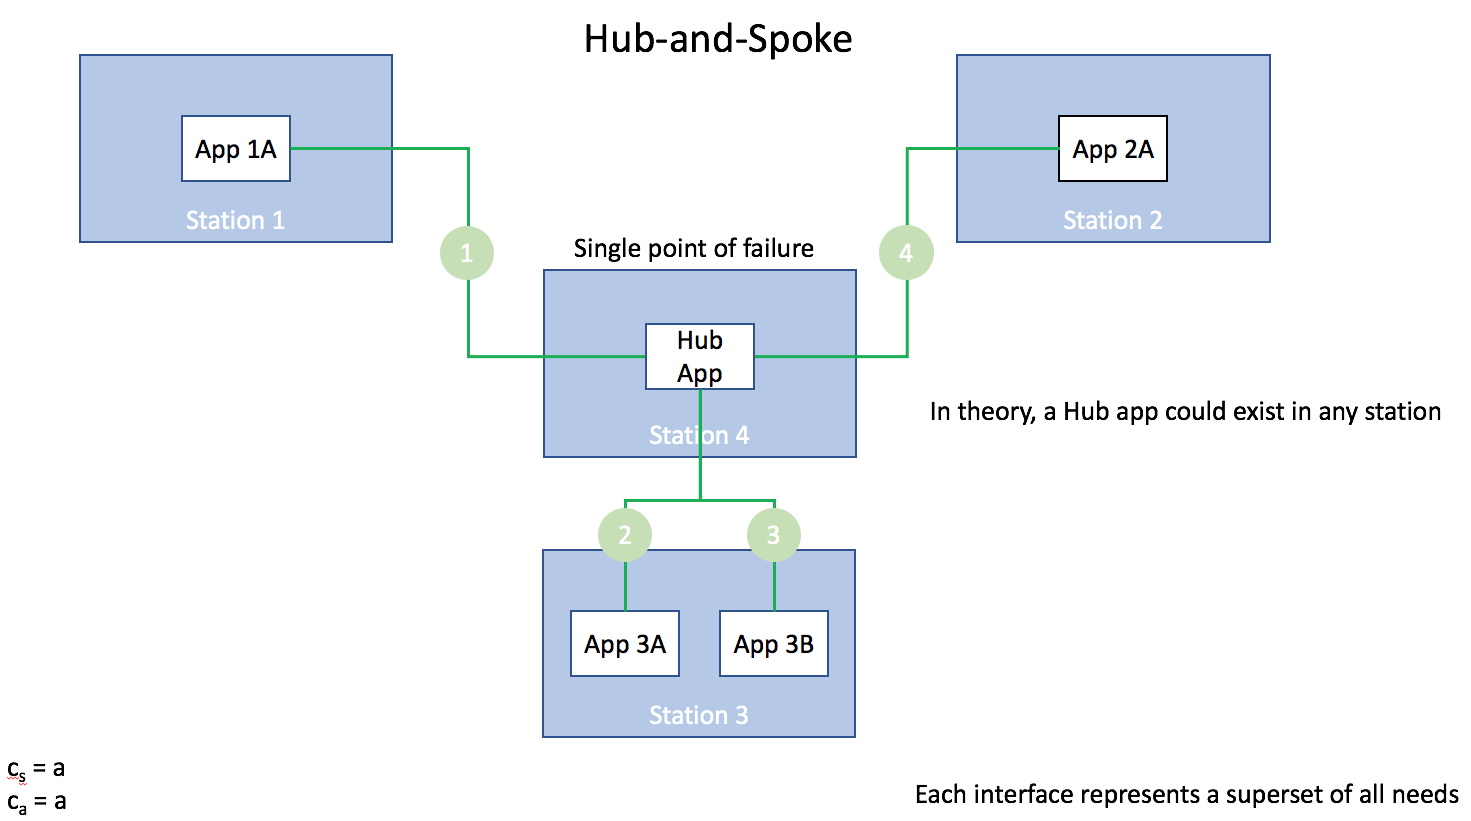 Hub-and-Spoke
App 1A
Station 1
App 2A
Station 2
1
Single point of failure
4
Hub
App
Station 4
In theory, a Hub app could exist in any station
2
3
App 3A
App 3B
Station 3
cₛ = a
cₐ = a
Each interface represents a superset of all needs